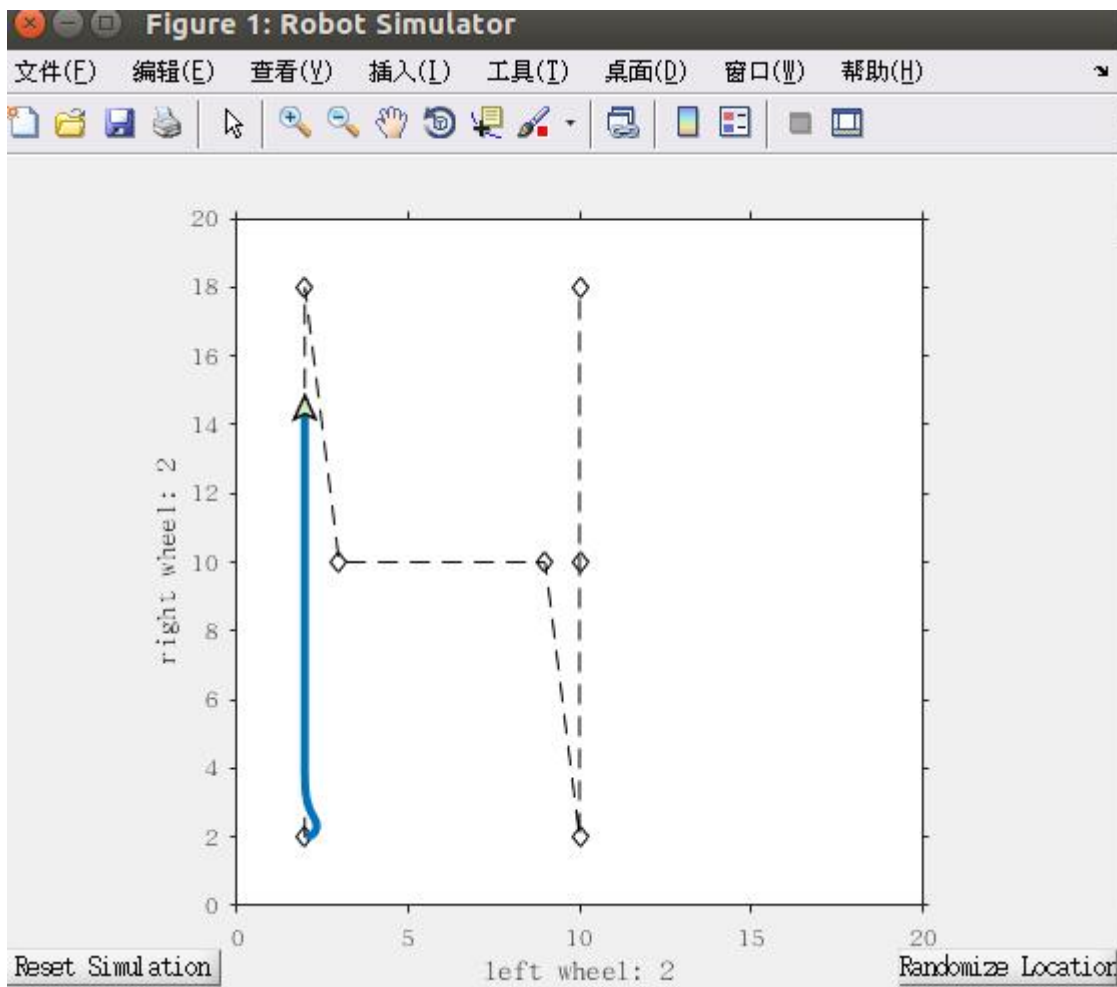 Figure 1: Robot Simulator
文件(F) 编辑(E) 查看(V) 插入(I) 工具(T) 桌面(D) 窗口(W) 帮助(H)
20
18
16
14
12
10
8
6
4
2
0
right wheel: 2
0 5 10 15 20
left wheel: 2
Reset Simulation
Randomize Location